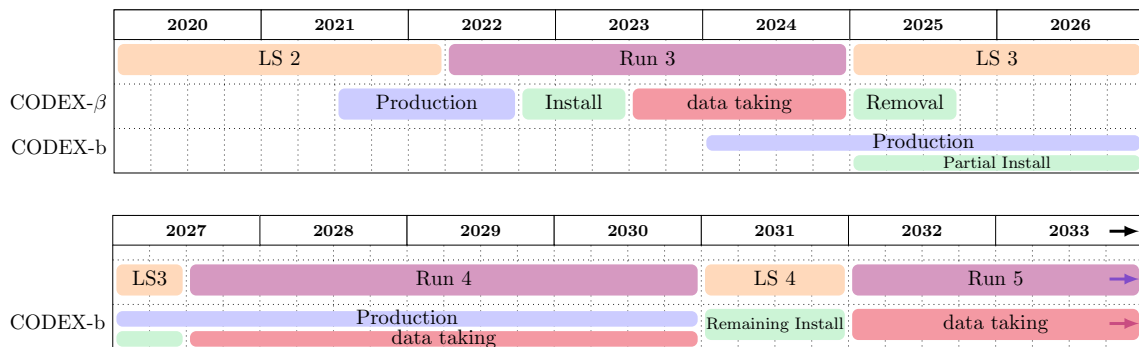 2020 2021 2022 2023 2024 2025 2026
LS 2 Run 3 LS 3
CODEX-β Production Install data taking Removal
CODEX-b Production
Partial Install
2027 2028 2029 2030 2031 2032 2033
LS3 Run 4 LS 4 Run 5
CODEX-b Production Remaining Install data taking
data taking